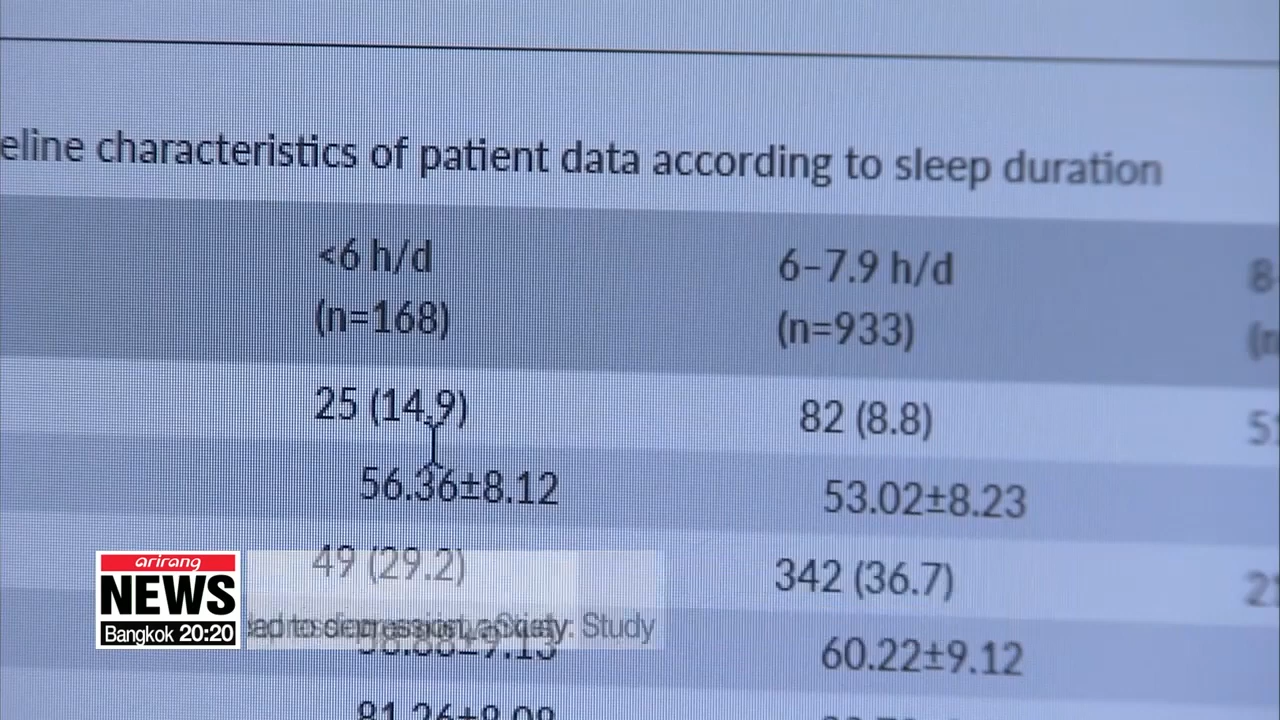 eline characteristics of patient data according to sleep duration
<6 h/d 6–7.9 h/d 8-
(n=168) (n=933)
25 (14.9) 82 (8.8)
56.36±8.12 53.02±8.23
49 (29.2) 342 (36.7)
60.22±9.12
arirang
NEWS
Bangkok 20:20
Study